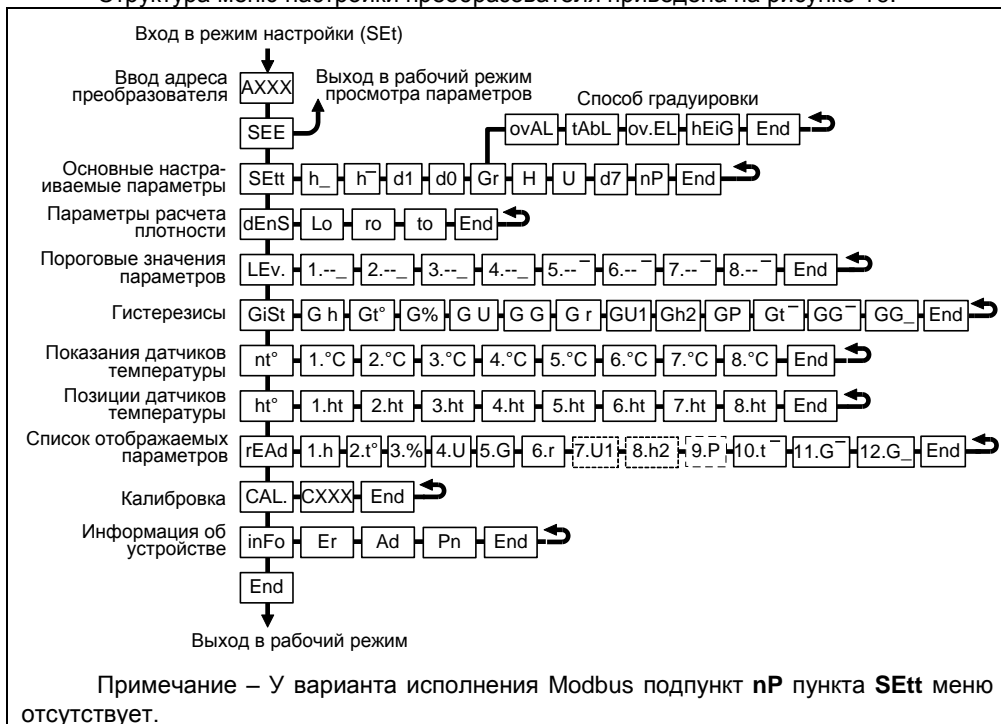 Структура меню настройки преобразователя приведена на рисунке
Вход в режим настройки (SEt)
Ввод адреса преобразователя
AXXX
Выход в рабочий режим просмотра параметров
SEE
Способ градуировки
ovAL tAbL ov.EL hEiG End
Основные настра-
иваемые параметры
SEtt h_ h¯ d1 d0 Gr H U d7 nP End
Параметры расчета
плотности
dEnS Lo ro to End
Пороговые значения
параметров
LEv. 1.--_ 2.--_ 3.--_ 4.--_ 5.--¯ 6.--¯ 7.--¯ 8.--¯ End
Гистерезисы
GiSt G h Gt° G% G U G G G r GU1 Gh2 GP Gt¯ GG¯ GG_ End
Показания датчиков
температуры
nt° 1.°C 2.°C 3.°C 4.°C 5.°C 6.°C 7.°C 8.°C End
Позиции датчиков
температуры
ht° 1.ht 2.ht 3.ht 4.ht 5.ht 6.ht 7.ht 8.ht End
Список отображаемых
параметров
rEAd 1.h 2.t° 3.% 4.U 5.G 6.r 7.U1 8.h2 9.P 10.t¯ 11.G¯ 12.G_ End
Калибровка
CAL. CXXX End
Информация об
устройстве
inFo Er Ad Pn End
End
Выход в рабочий режим
Примечание – У варианта исполнения Modbus подпункт nP пункта SEtt меню
отсутствует.